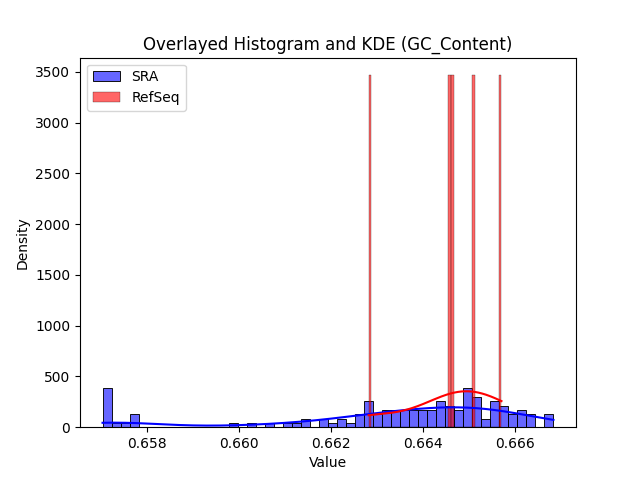 Overlayed Histogram and KDE (GC_Content)
SRA
RefSeq
3500
3000
2500
2000
1500
1000
500
0
Density
0.658 0.660 0.662 0.664 0.666
Value